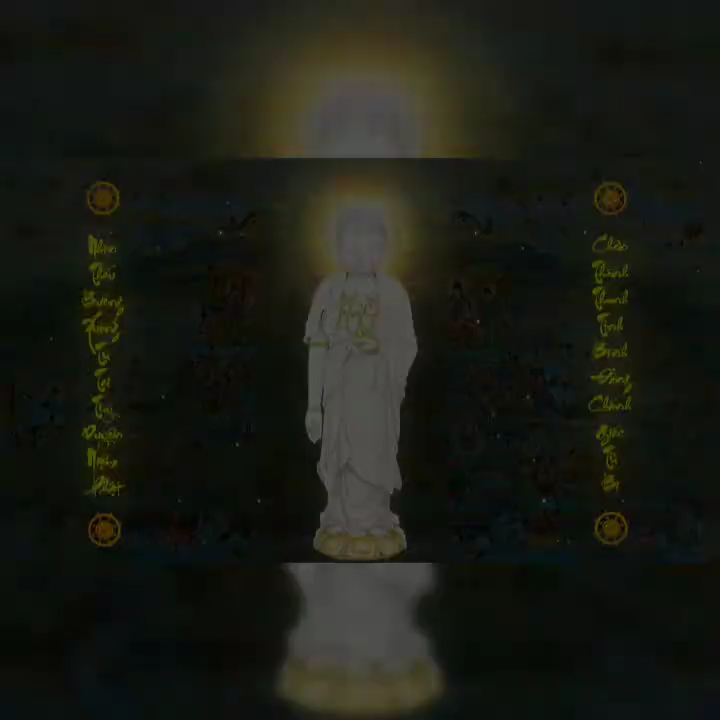 Nhìn
Thấu
Buông
Xuống
Tự
Tại
Tùy
Duyên
Niệm
Phật
Chân
Thành
Thanh
Tịnh
Bình
Đẳng
Chánh
Giác
Từ
Bi